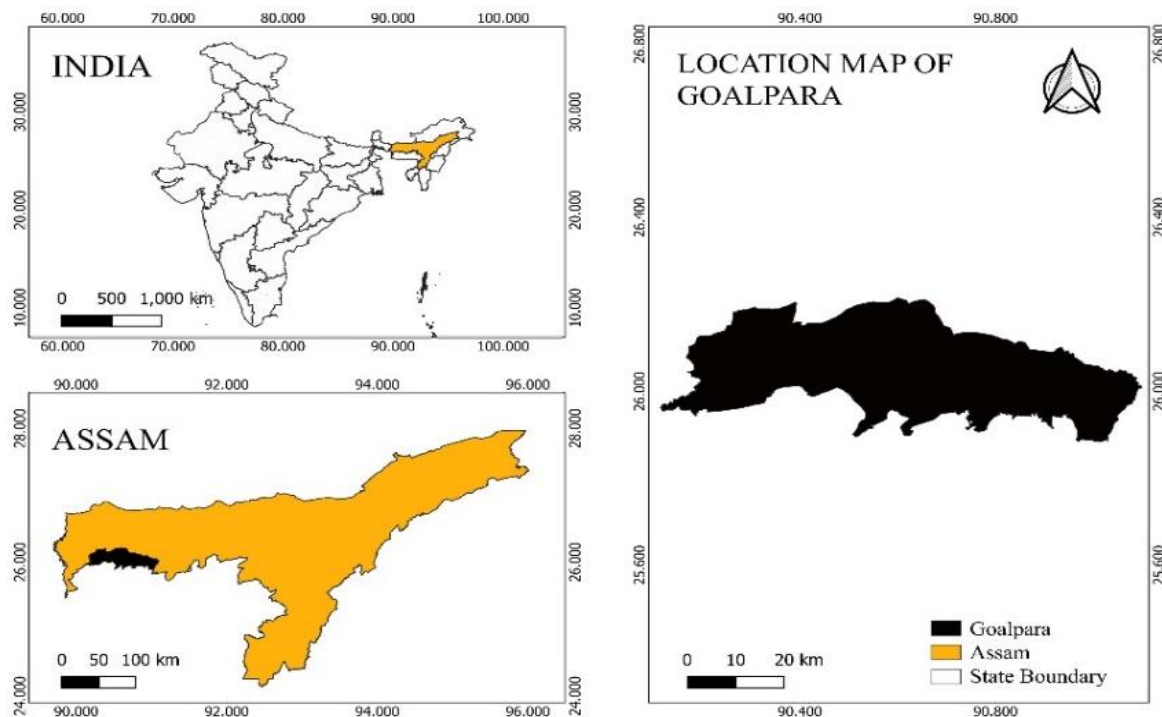 60.000 70.000 80.000 90.000 100.000
INDIA
30.000
20.000
10.000
30.000
20.000
10.000
0 500 1,000 km
60.000 70.000 80.000 90.000 100.000
90.000 92.000 94.000 96.000
ASSAM
28.000
26.000
24.000
28.000
26.000
24.000
0 50 100 km
90.000 92.000 94.000 96.000
90.400 90.800
LOCATION MAP OF
GOALPARA
26.800
26.400
26.000
25.600
26.800
26.400
26.000
25.600
Goalpara
Assam
State Boundary
0 10 20 km
90.400 90.800